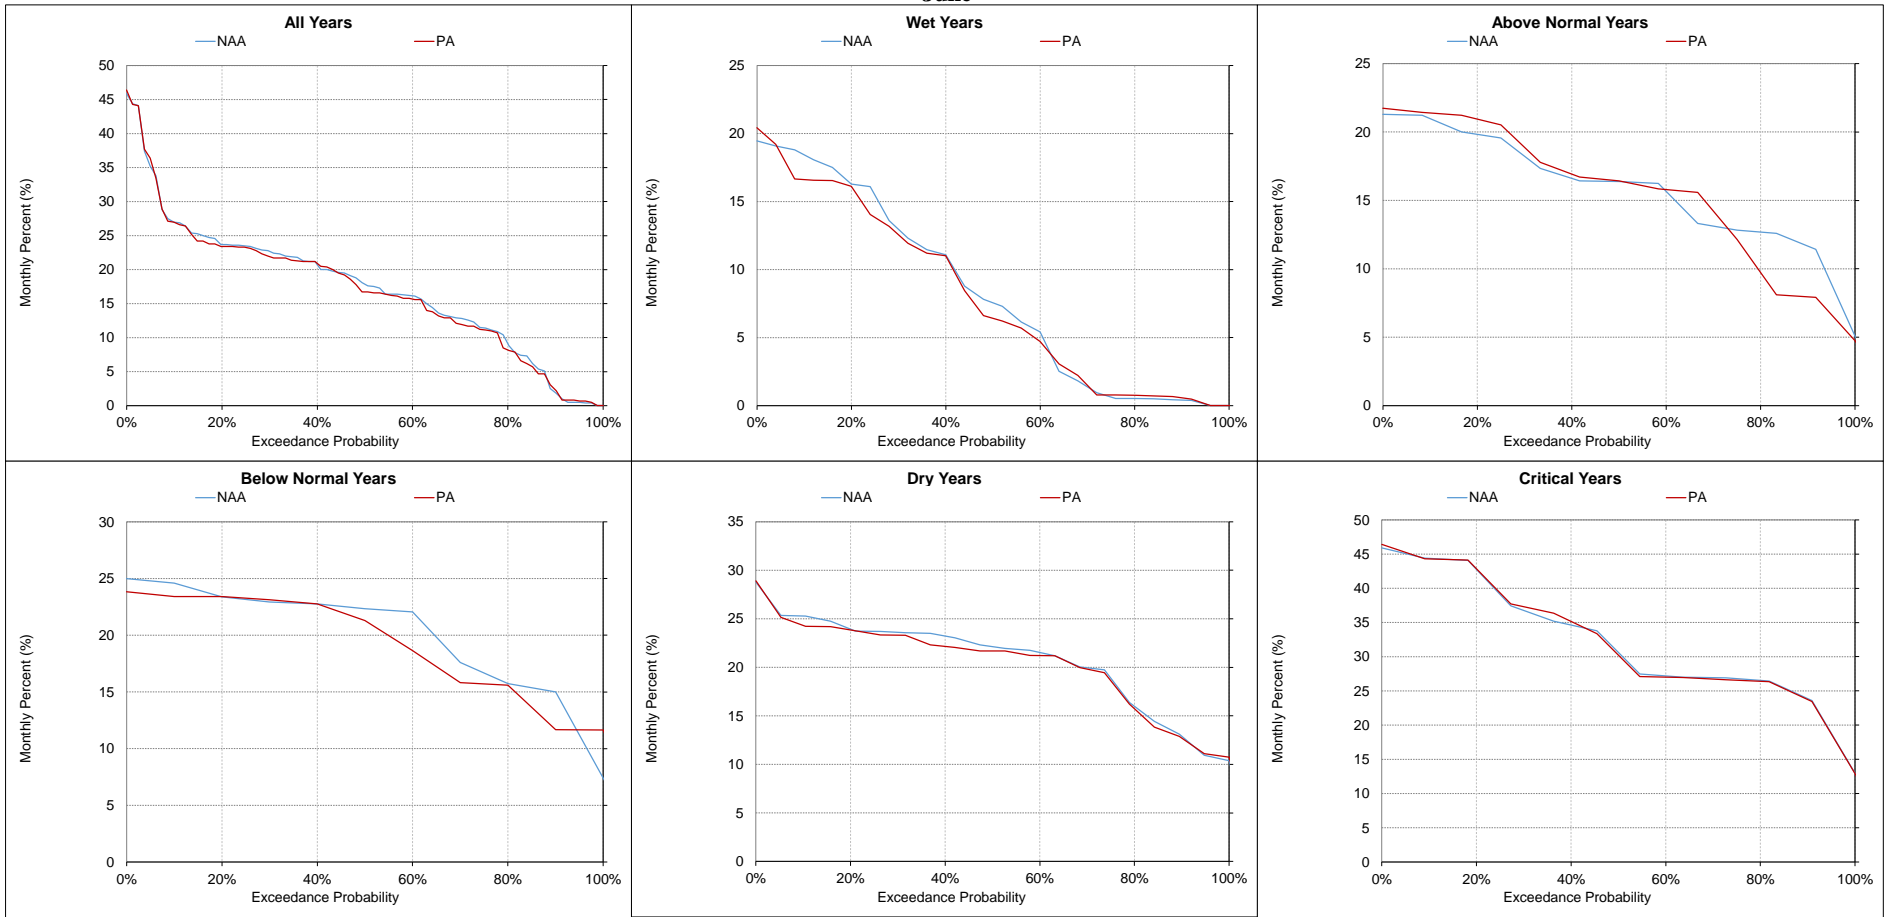 All Years
NAA PA
50
45
40
35
30
25
20
15
10
5
0
Monthly Percent (%)
0% 20% 40% 60% 80% 100%
Exceedance Probability
Wet Years
NAA PA
25
20
15
10
5
0
Monthly Percent (%)
0% 20% 40% 60% 80% 100%
Exceedance Probability
Above Normal Years
NAA PA
25
20
15
10
5
0
Monthly Percent (%)
0% 20% 40% 60% 80% 100%
Exceedance Probability
Below Normal Years
NAA PA
30
25
20
15
10
5
0
Monthly Percent (%)
0% 20% 40% 60% 80% 100%
Exceedance Probability
Dry Years
NAA PA
35
30
25
20
15
10
5
0
Monthly Percent (%)
0% 20% 40% 60% 80% 100%
Exceedance Probability
Critical Years
NAA PA
50
45
40
35
30
25
20
15
10
5
0
Monthly Percent (%)
0% 20% 40% 60% 80% 100%
Exceedance Probability